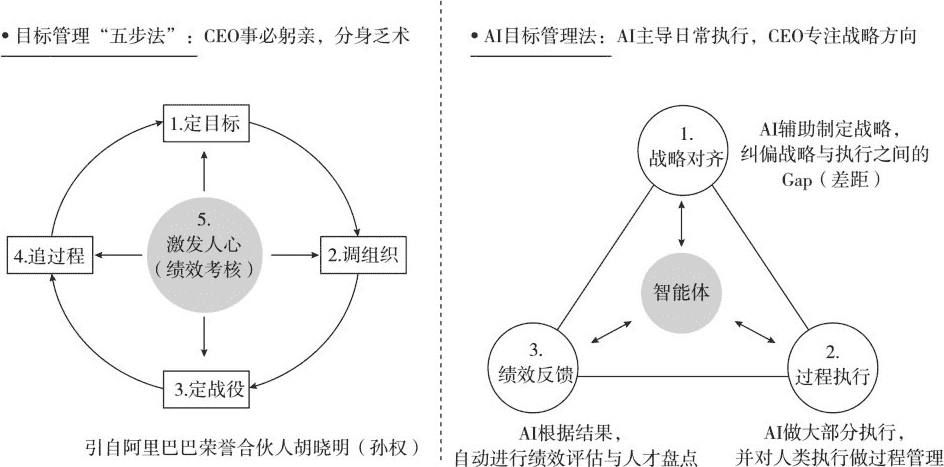 • 目标管理“五步法”：CEO事必躬亲，分身乏术
1.定目标
2.调组织
3.定战役
4.追过程
5.
激发人心
（绩效考核）
引自阿里巴巴荣誉合伙人胡晓明（孙权）
• AI目标管理法：AI主导日常执行，CEO专注战略方向
1.
战略对齐
AI辅助制定战略，
纠偏战略与执行之间的
Gap（差距）
智能体
2.
过程执行
AI做大部分执行，
并对人类执行做过程管理
3.
绩效反馈
AI根据结果，
自动进行绩效评估与人才盘点